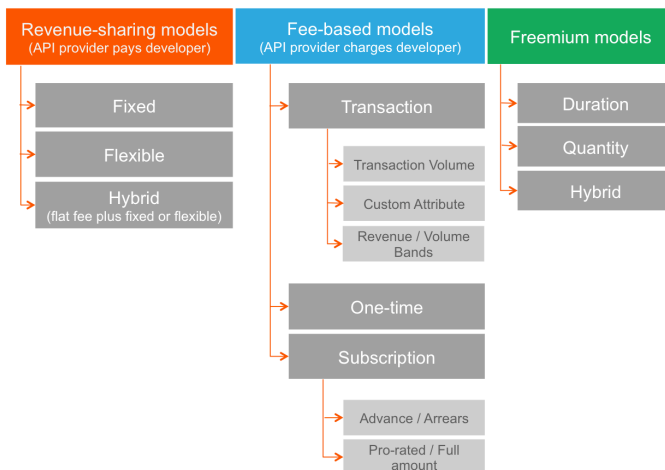 Revenue-sharing models
(API provider pays developer)
Fixed
Flexible
Hybrid
(flat fee plus fixed or flexible)
Fee-based models
(API provider charges developer)
Transaction
Transaction Volume
Custom Attribute
Revenue / Volume
Bands
One-time
Subscription
Advance / Arrears
Pro-rated / Full
amount
Freemium models
Duration
Quantity
Hybrid